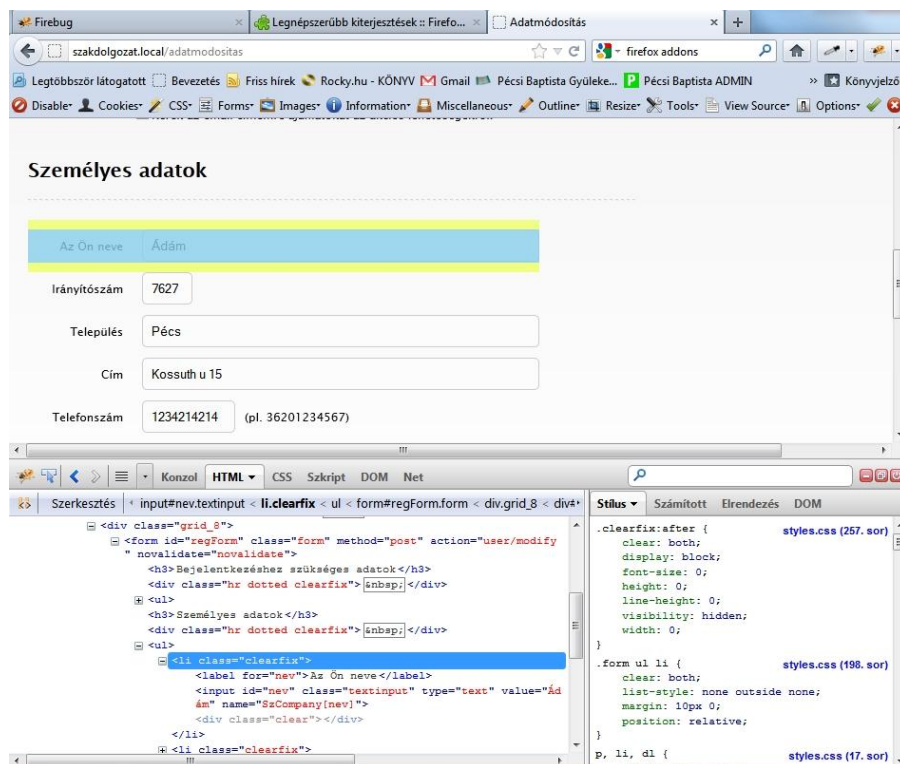 Firebug
Legnépszerűbb kiterjesztések :: Firefo...
Adatmódosítás
szakdolgozat.local/adatmodositas
firefox addons
Legtöbbször látogatott Bevezetés Friss hírek Rocky.hu - KÖNYV Gmail Pécsi Baptista Gyüleke... Pécsi Baptista ADMIN » Könyvjelző
Disable Cookies CSS Forms Images Information Miscellaneous Outline Resize Tools View Source Options
Személyes adatok
Az Ön neve Ádám
Irányítószám 7627
Település Pécs
Cím Kossuth u 15
Telefonszám 1234214214 (pl. 36201234567)
Konzol HTML CSS Szkript DOM Net
Szerkesztés input#nev.textinput < li.clearfix < ul < form#regForm.form < div.grid_8 < div
Stílus Számított Elrendezés DOM
<div class="grid_8">
<form id="regForm" class="form" method="post" action="user/modify
" novalidate="novalidate">
<h3>Bejelentkezéshez szükséges adatok</h3>
<div class="hr dotted clearfix">&nbsp;</div>
<ul>
<h3>Személyes adatok</h3>
<div class="hr dotted clearfix">&nbsp;</div>
<ul>
<li class="clearfix">
<label for="nev">Az Ön neve</label>
<input id="nev" class="textinput" type="text" value="Ád
ám" name="SzCompany[nev]">
<div class="clear"></div>
</li>
<li class="clearfix">
.clearfix:after { styles.css (257. sor)
clear: both;
display: block;
font-size: 0;
height: 0;
line-height: 0;
visibility: hidden;
width: 0;
}
.form ul li { styles.css (198. sor)
clear: both;
list-style: none outside none;
margin: 10px 0;
position: relative;
}
p, li, dl { styles.css (17. sor)